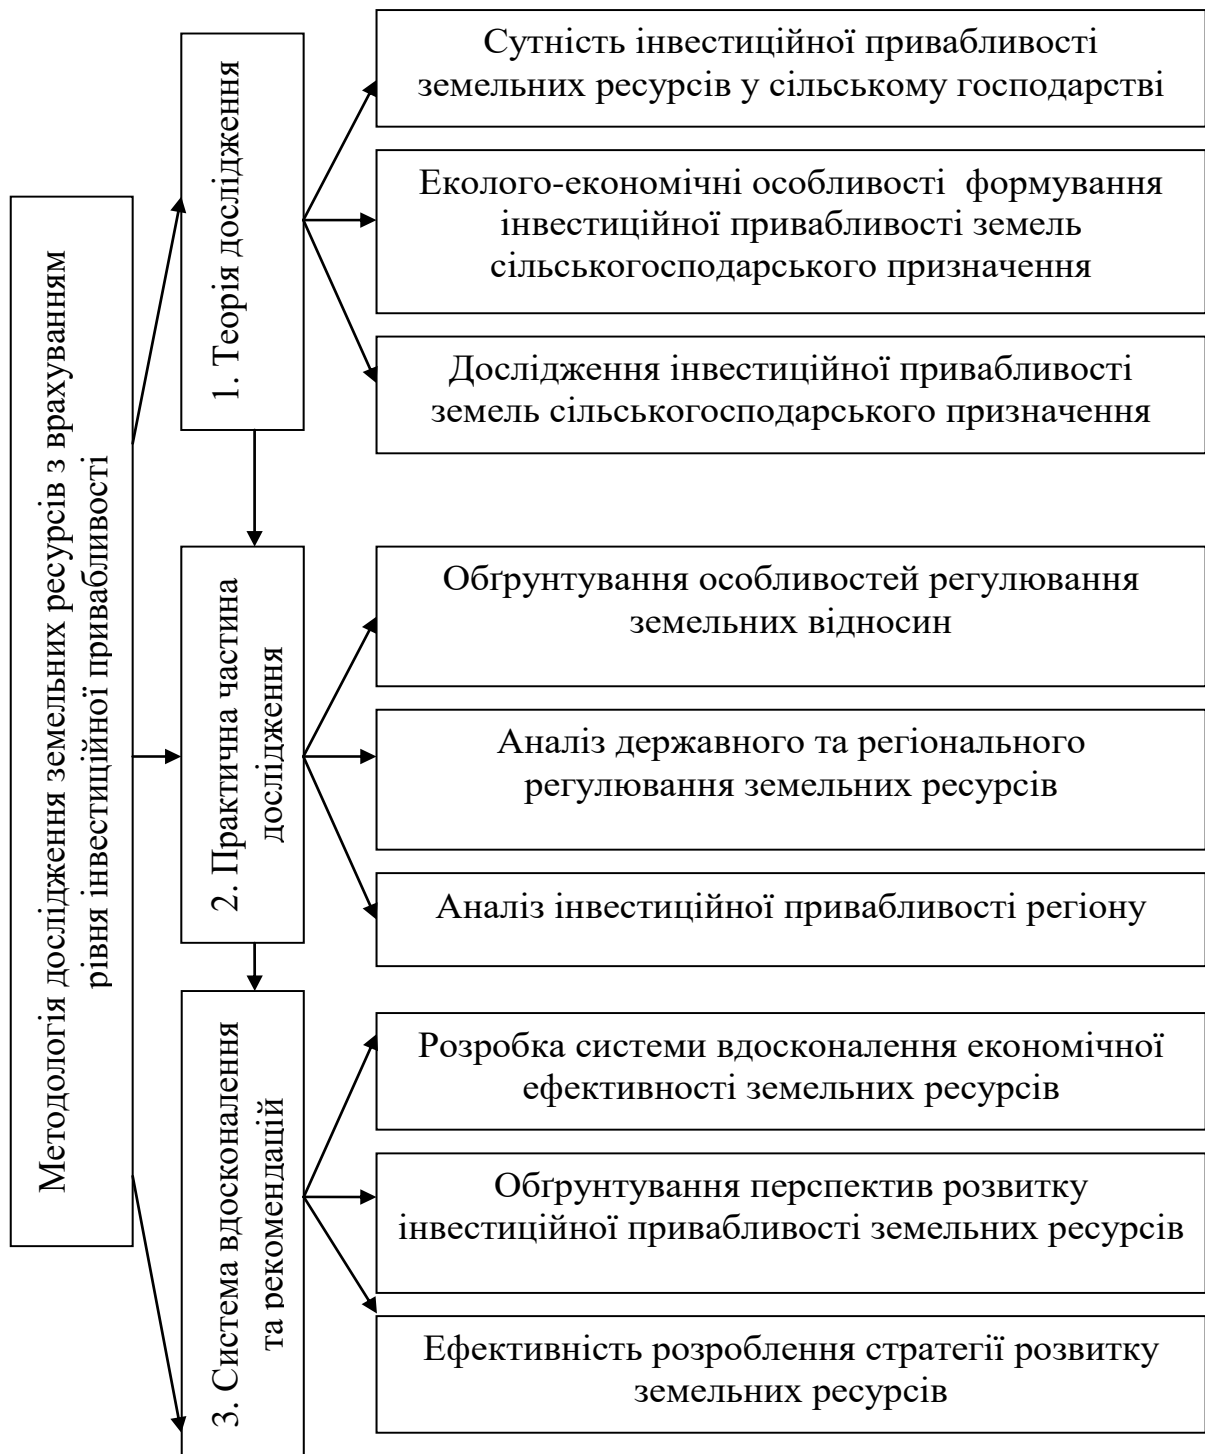 Методологія дослідження земельних ресурсів з врахуванням
рівня інвестиційної привабливості
1. Теорія дослідження
Сутність інвестиційної привабливості
земельних ресурсів у сільському господарстві
Еколого-економічні особливості формування
інвестиційної привабливості земель
сільськогосподарського призначення
Дослідження інвестиційної привабливості
земель сільськогосподарського призначення
2. Практична частина
дослідження
Обґрунтування особливостей регулювання
земельних відносин
Аналіз державного та регіонального
регулювання земельних ресурсів
Аналіз інвестиційної привабливості регіону
3. Система вдосконалення
та рекомендацій
Розробка системи вдосконалення економічної
ефективності земельних ресурсів
Обґрунтування перспектив розвитку
інвестиційної привабливості земельних ресурсів
Ефективність розроблення стратегії розвитку
земельних ресурсів